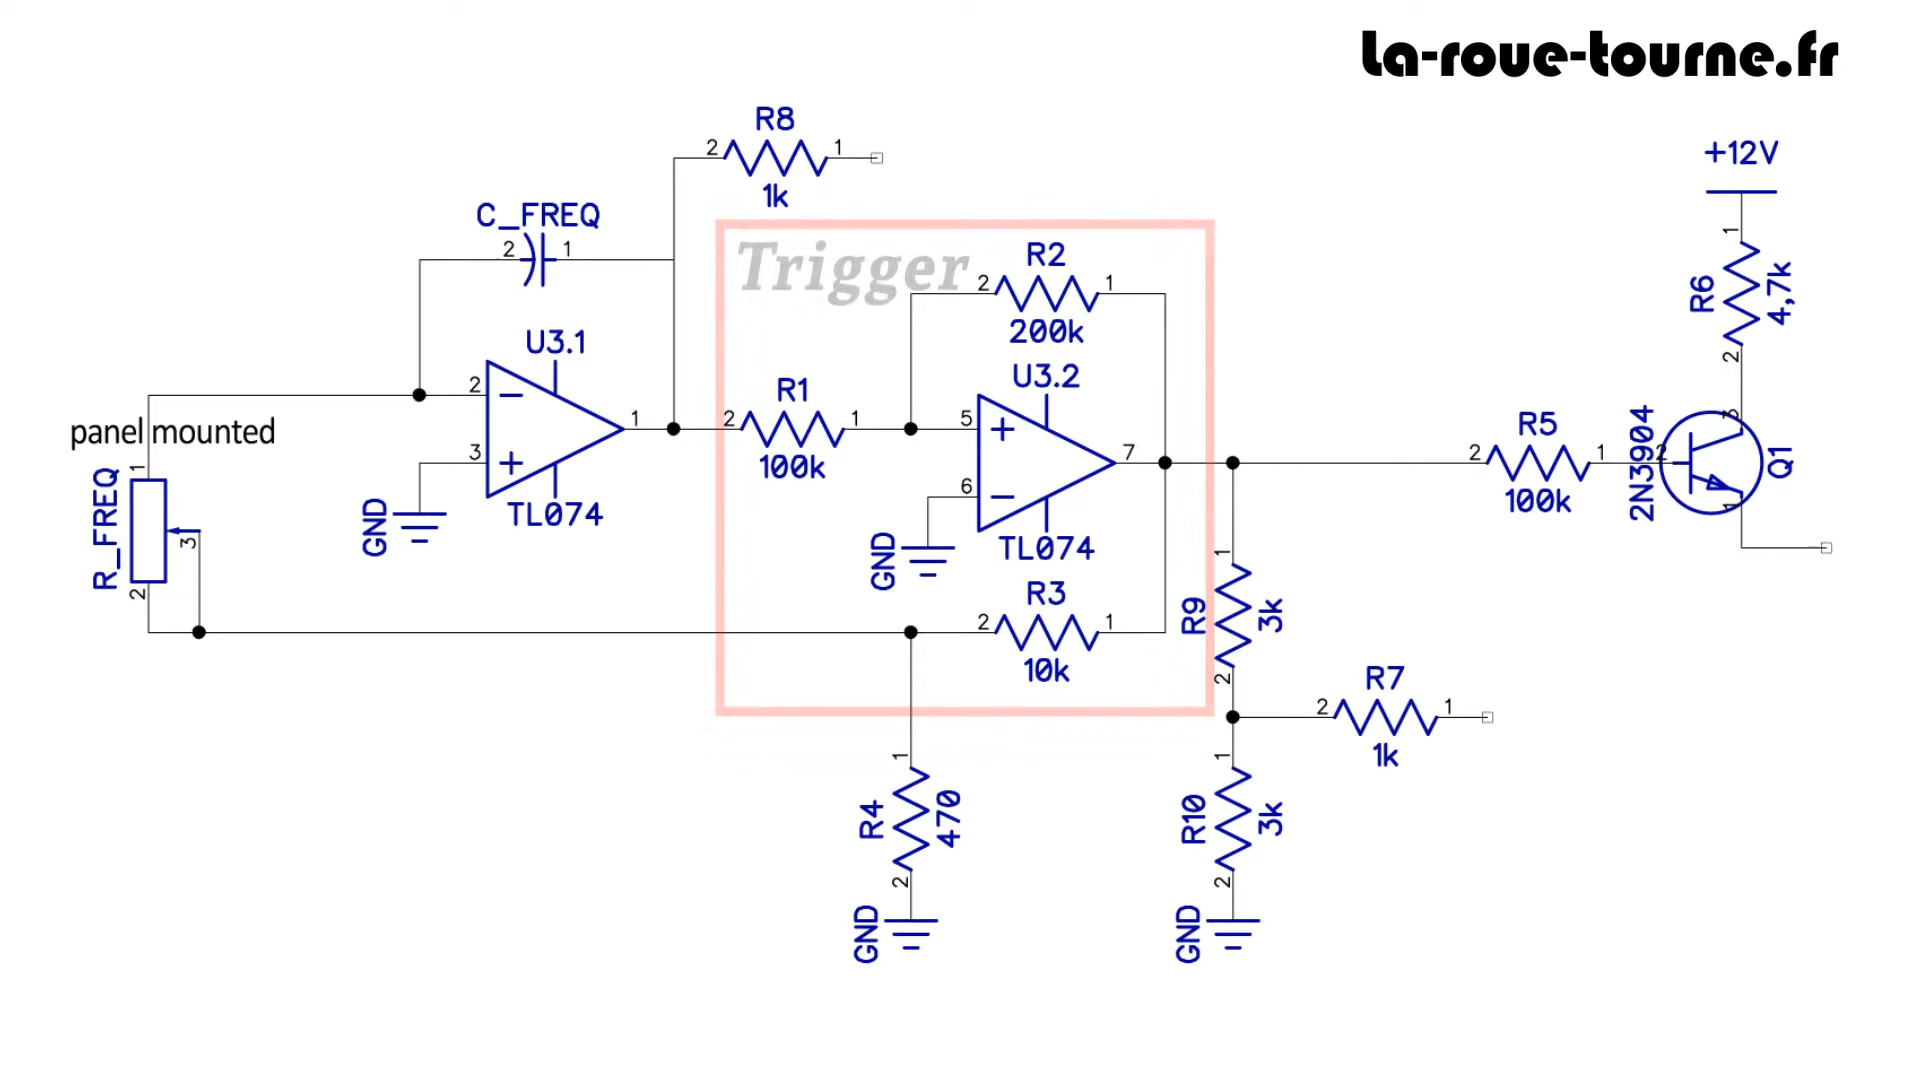 La-roue-tourne.fr
R8
2 1
1k
+12V
1
C_FREQ
2 1
Trigger
R2
2 1
200k
R6
4,7k
2
U3.1
2
3
1
TL074
GND
R1
2 1
100k
U3.2
5
6
7
TL074
GND
panel mounted
R_FREQ
1
3
2
R5
2 1
100k
2N3904
3
2
1
Q1
R3
2 1
10k
1
R9
3k
2
R7
2 1
1k
1
R4
470
2
GND
1
R10
3k
2
GND